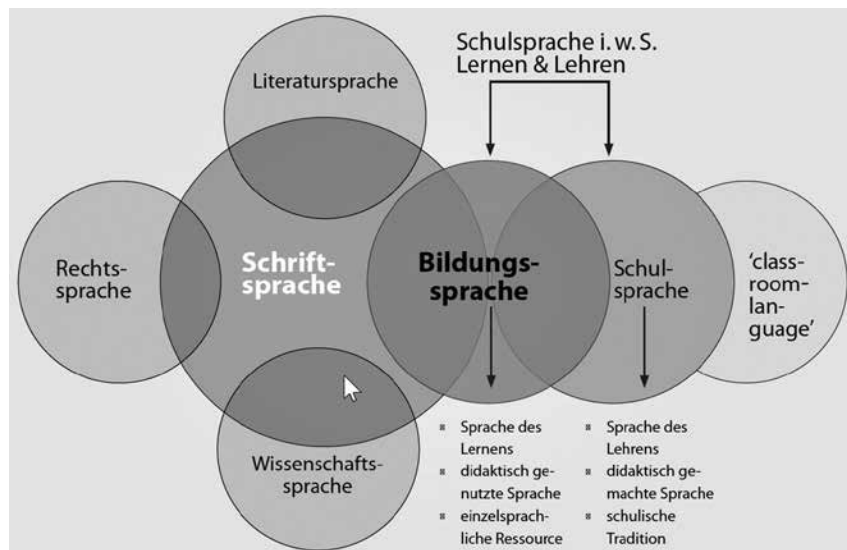 Schulsprache i. w. S.
Lernen & Lehren
Literatursprache
Rechts-
sprache
Schrift-
sprache
Bildungs-
sprache
Schul-
sprache
‘class-
room-
lan-
guage’
Wissenschafts-
sprache
Sprache des
Lernens
didaktisch ge-
nutzte Sprache
einzelsprach-
liche Ressource
Sprache des
Lehrens
didaktisch ge-
machte Sprache
schulische
Tradition